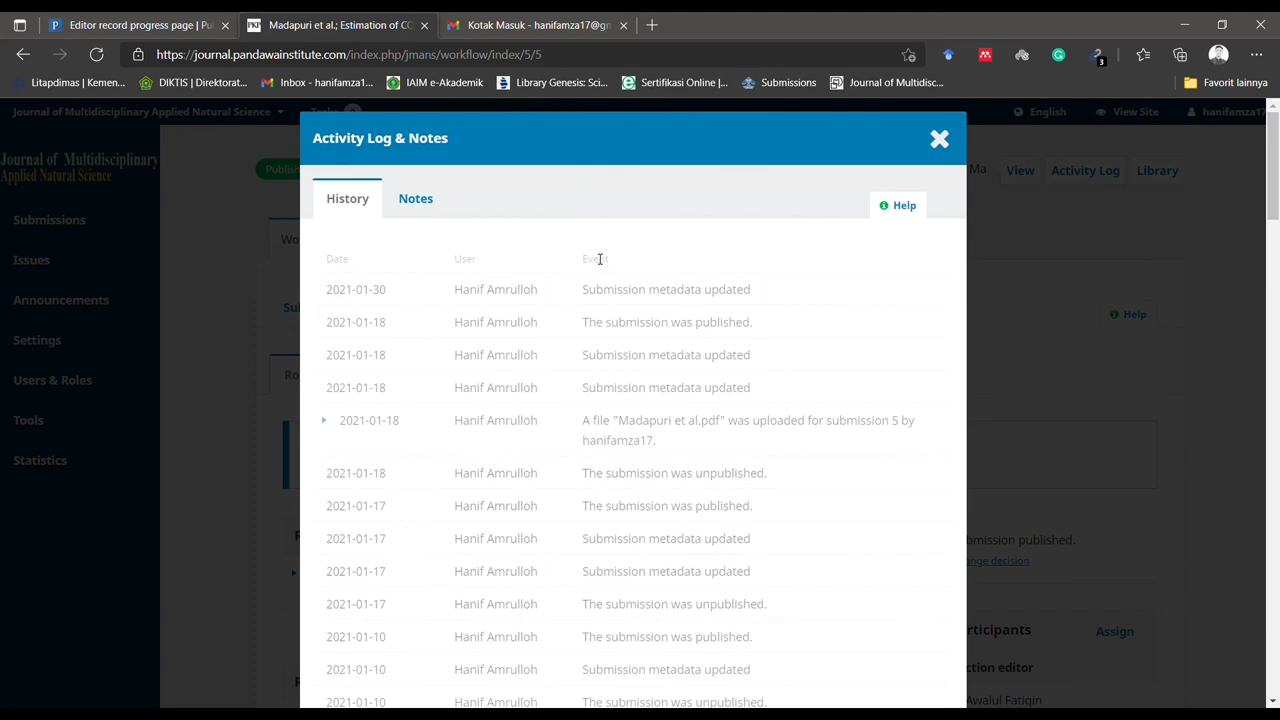 Editor record progress page | Pu
Madapuri et al.; Estimation of CC
Kotak Masuk - hanifamza17@gm
https://journal.pandawainstitute.com/index.php/jmans/workflow/index/5/5
3
Litapdimas | Kemen...
DIKTIS | Direktorat...
Inbox - hanifamza1...
IAIM e-Akademik
Library Genesis: Sci...
Sertifikasi Online |...
Submissions
Journal of Multidisc...
Favorit lainnya
Journal of Multidisciplinary Applied Natural Science
Tasks
English
View Site
hanifamza17
Journal of Multidisciplinary
Applied Natural Science
Submissions
Issues
Announcements
Settings
Users & Roles
Tools
Statistics
Publish
Ma
View
Activity Log
Library
Wo
Su
Help
Ro
Activity Log & Notes
History
Notes
Help
Date User Event
2021-01-30 Hanif Amrulloh Submission metadata updated
2021-01-18 Hanif Amrulloh The submission was published.
2021-01-18 Hanif Amrulloh Submission metadata updated
2021-01-18 Hanif Amrulloh Submission metadata updated
2021-01-18 Hanif Amrulloh A file "Madapuri et al.pdf" was uploaded for submission 5 by
hanifamza17.
2021-01-18 Hanif Amrulloh The submission was unpublished.
2021-01-17 Hanif Amrulloh The submission was published.
2021-01-17 Hanif Amrulloh Submission metadata updated
2021-01-17 Hanif Amrulloh Submission metadata updated
2021-01-17 Hanif Amrulloh The submission was unpublished.
2021-01-10 Hanif Amrulloh The submission was published.
2021-01-10 Hanif Amrulloh Submission metadata updated
2021-01-10 Hanif Amrulloh The submission was unpublished.
bmission published.
ange decision
rticipants
Assign
ction editor
Awalul Fatiqin